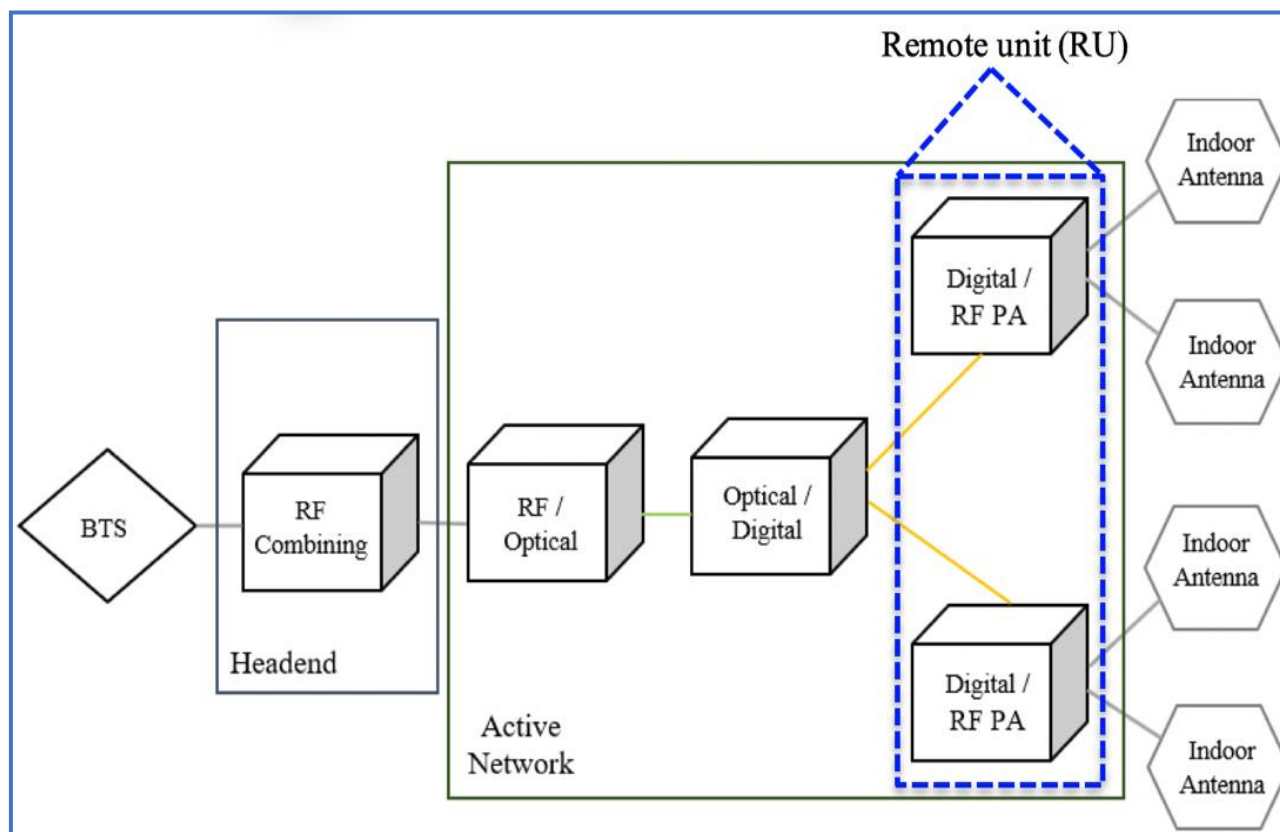 Remote unit (RU)
Indoor
Antenna
Digital /
RF PA
Indoor
Antenna
BTS
RF
Combining
RF /
Optical
Optical /
Digital
Indoor
Antenna
Headend
Digital /
RF PA
Active
Network
Indoor
Antenna